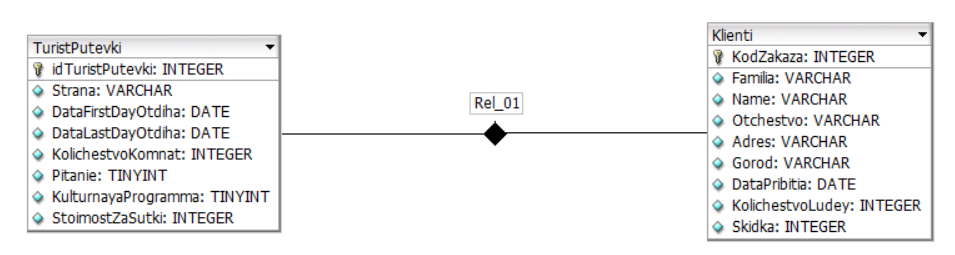 TuristPutevki
idTuristPutevki: INTEGER
Strana: VARCHAR
DataFirstDayOtdiha: DATE
DataLastDayOtdiha: DATE
KolichestvoKomnat: INTEGER
Pitanie: TINYINT
KulturnayaProgramma: TINYINT
StoimostZaSutki: INTEGER
Rel_01
Klienti
KodZakaza: INTEGER
Familia: VARCHAR
Name: VARCHAR
Otchestvo: VARCHAR
Adres: VARCHAR
Gorod: VARCHAR
DataPribitia: DATE
KolichestvoLudey: INTEGER
Skidka: INTEGER